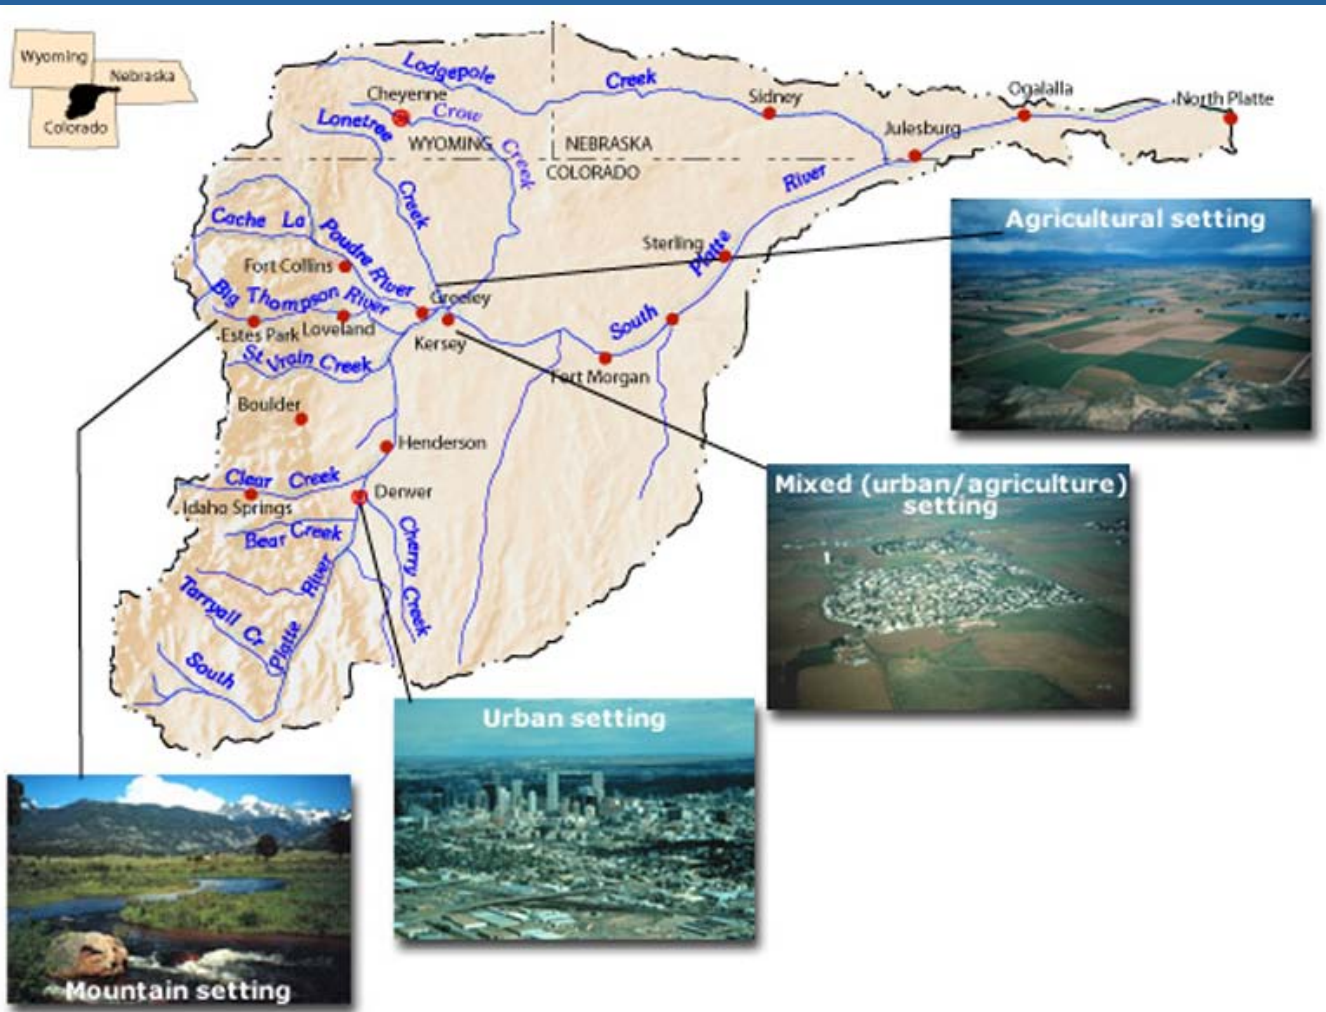 Wyoming
Nebraska
Colorado
Lodgepole
Creek
Cheyenne
Crow
Creek
Lonetree
Creek
WYOMING
NEBRASKA
COLORADO
Sidney
Ogalalla
North Platte
Julesburg
River
Platte
South
Sterling
Cache La
Poudre River
Fort Collins
Big Thompson River
Greeley
Estes Park
Loveland
Kersey
St Vrain Creek
Fort Morgan
Boulder
Henderson
Clear Creek
Idaho Springs
Denver
Bear Creek
Cherry Creek
River
Tarryall Cr
Platte
South
Agricultural setting
Mixed (urban/agriculture)
setting
Urban setting
Mountain setting